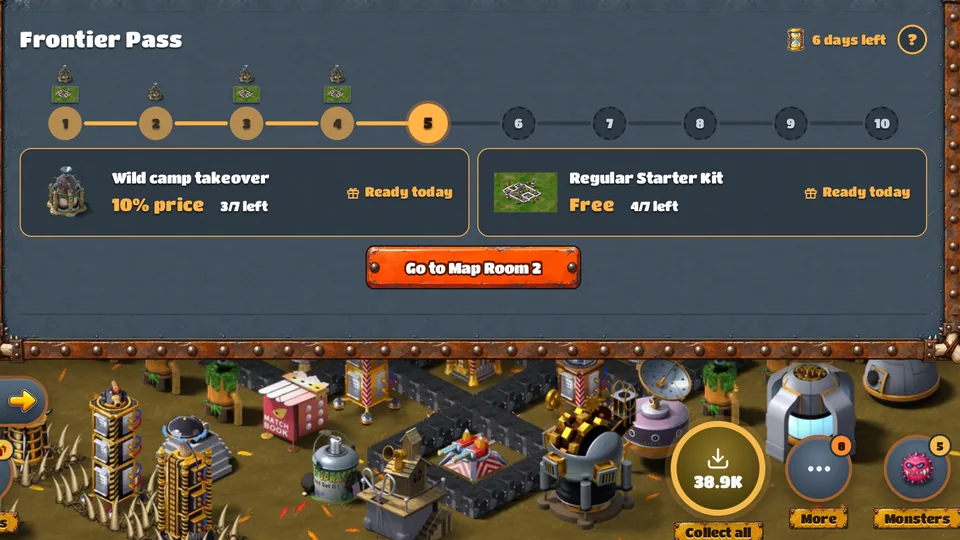 Frontier Pass
6 days left
?
1 2 3 4 5 6 7 8 9 10
Wild camp takeover
10% price 3/7 left
Ready today
Regular Starter Kit
Free 4/7 left
Ready today
Go to Map Room 2
MATCH
BOOK
38.9K
Collect all
8
More
5
Monsters